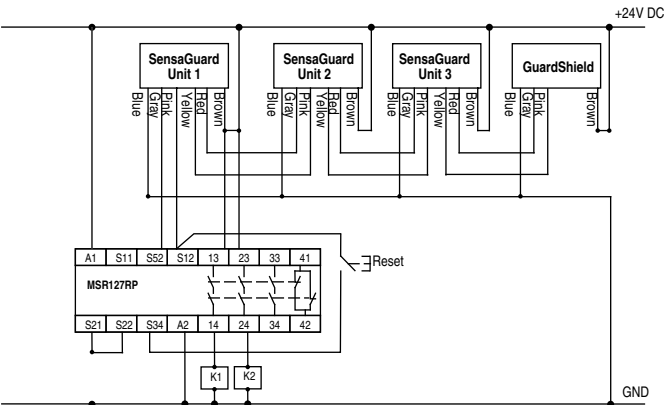 +24V DC
SensaGuard
Unit 1
SensaGuard
Unit 2
SensaGuard
Unit 3
GuardShield
Blue
Gray
Pink
Yellow
Red
Brown
Blue
Gray
Pink
Yellow
Red
Brown
Blue
Gray
Pink
Yellow
Red
Brown
Blue
Gray
Pink
Brown
A1 S11 S52 S12 13 23 33 41
Reset
MSR127RP
S21 S22 S34 A2 14 24 34 42
K1 K2
GND